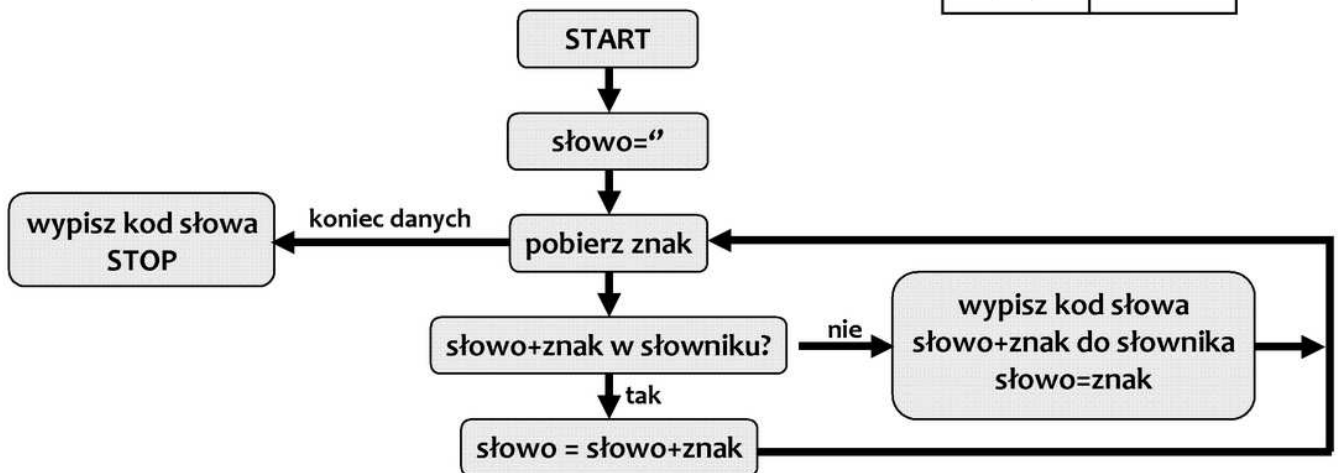 START
słowo=‘’
koniec danych
wypisz kod słowa
STOP
pobierz znak
słowo+znak w słowniku?
nie
wypisz kod słowa
słowo+znak do słownika
słowo=znak
tak
słowo = słowo+znak